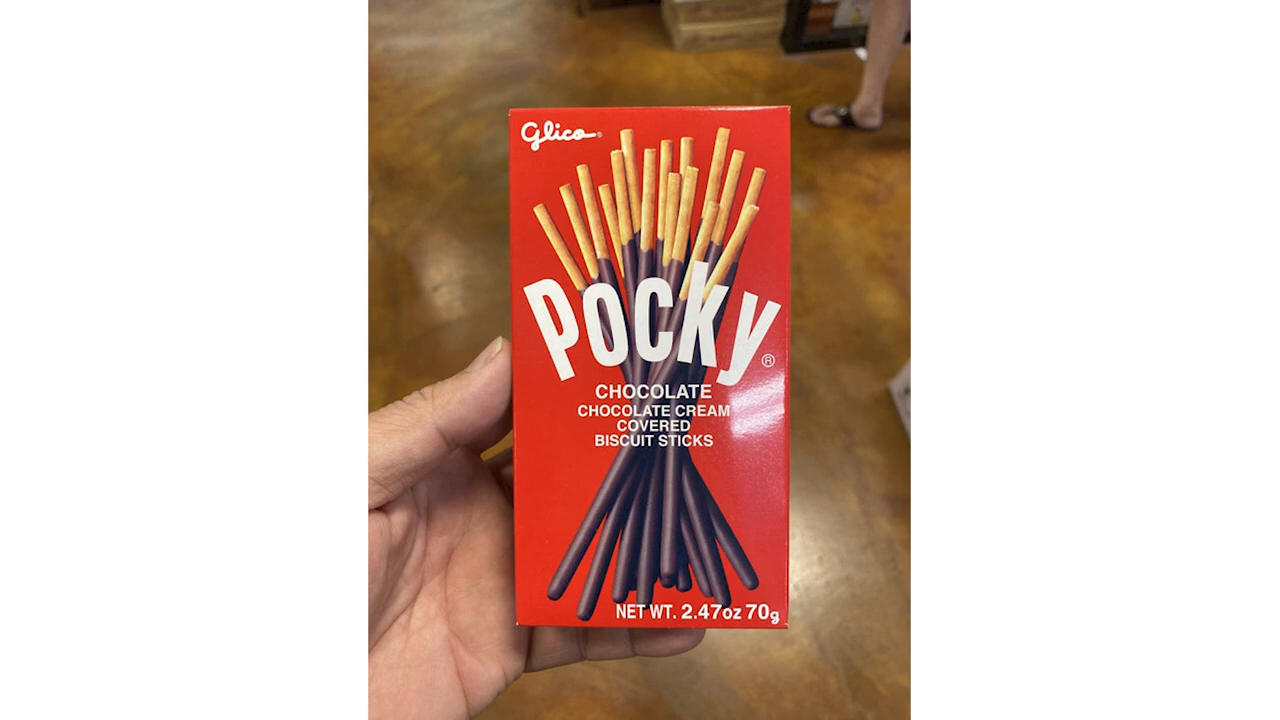 Glico®
POCKY®
CHOCOLATE
CHOCOLATE CREAM
COVERED
BISCUIT STICKS
NET WT. 2.47oz 70g